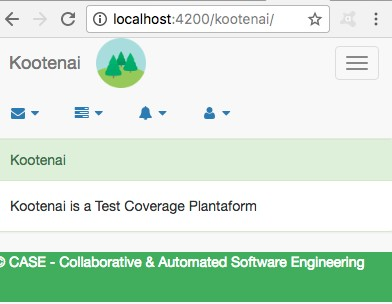 localhost:4200/kootenai/
Kootenai
Kootenai
Kootenai is a Test Coverage Plantaform
© CASE - Collaborative & Automated Software Engineering